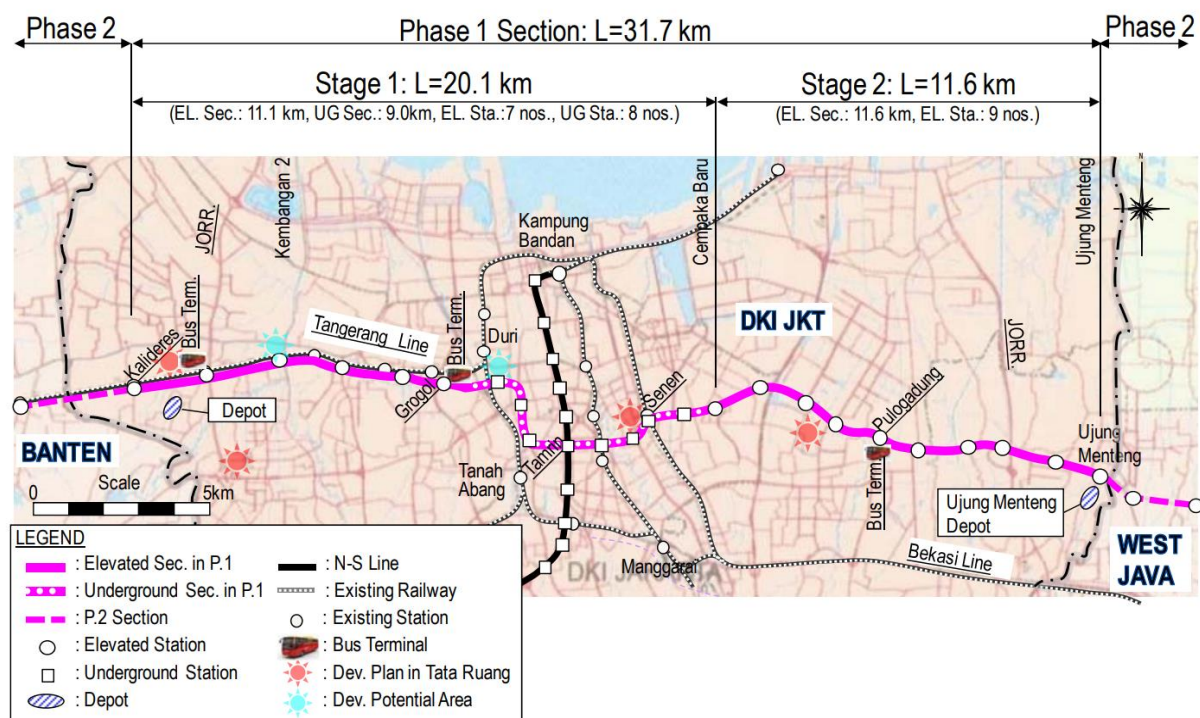 Phase 2
Phase 1 Section: L=31.7 km
Phase 2
Stage 1: L=20.1 km
(EL. Sec.: 11.1 km, UG Sec.: 9.0km, EL. Sta.:7 nos., UG Sta.: 8 nos.)
Stage 2: L=11.6 km
(EL. Sec.: 11.6 km, EL. Sta.: 9 nos.)
N
JORR.
Kembangan 2
Kampung
Bandan
Cempaka Baru
Ujung Menteng
Kalideres
Bus Term.
Tangerang Line
Bus Term.
Duri
DKI JKT
JORR.
Grogol
Senen
Pulogadung
Depot
BANTEN
Thamrin
Tanah
Abang
Bus Term.
Ujung
Menteng
Scale
0
5km
Ujung Menteng
Depot
WEST
JAVA
Manggarai
Bekasi Line
LEGEND
: Elevated Sec. in P.1
: Underground Sec. in P.1
: P.2 Section
: Elevated Station
: Underground Station
: Depot
: N-S Line
: Existing Railway
: Existing Station
: Bus Terminal
: Dev. Plan in Tata Ruang
: Dev. Potential Area